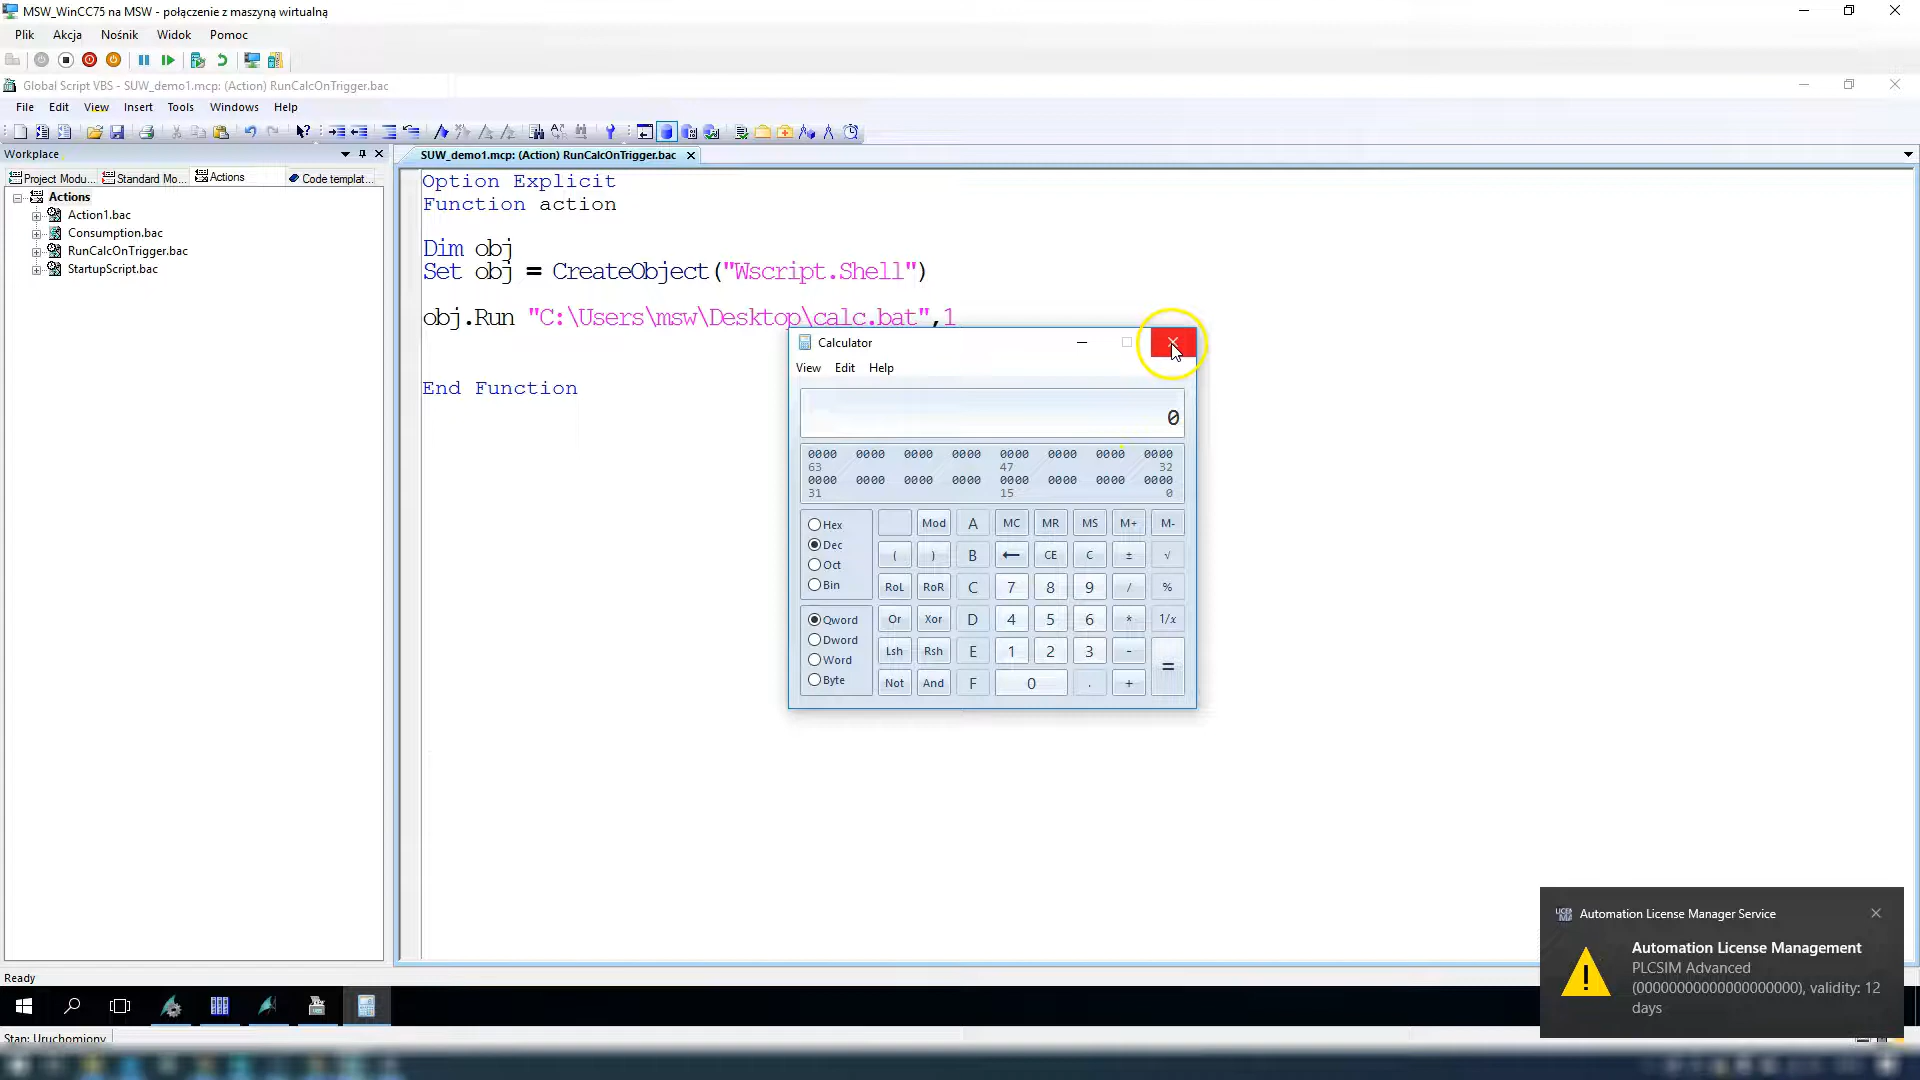 MSW_WinCC75 na MSW - połączenie z maszyną wirtualną
Plik Akcja Nośnik Widok Pomoc
Global Script VBS - SUW_demo1.mcp: (Action) RunCalcOnTrigger.bac
File Edit View Insert Tools Windows Help
Workplace
SUW_demo1.mcp: (Action) RunCalcOnTrigger.bac
Project Modu... Standard Mo... Actions Code templat...
Actions
Action1.bac
Consumption.bac
RunCalcOnTrigger.bac
StartupScript.bac
Option Explicit
Function action
Dim obj
Set obj = CreateObject("Wscript.Shell")
obj.Run "C:\Users\msw\Desktop\calc.bat",1
End Function
Calculator
View Edit Help
0
0000 0000 0000 0000 0000 0000 0000 0000
63 47 32
0000 0000 0000 0000 0000 0000 0000 0000
31 15 0
Hex Mod A MC MR MS M+ M-
Dec ( ) B ← CE C ± √
Oct
Bin RoL RoR C 7 8 9 / %
Qword Or Xor D 4 5 6 * 1/x
Dword
Word Lsh Rsh E 1 2 3 - =
Byte Not And F 0 . +
Automation License Manager Service
Automation License Management
PLCSIM Advanced
(00000000000000000000), validity: 12
days
Ready
Stan: Uruchomiony